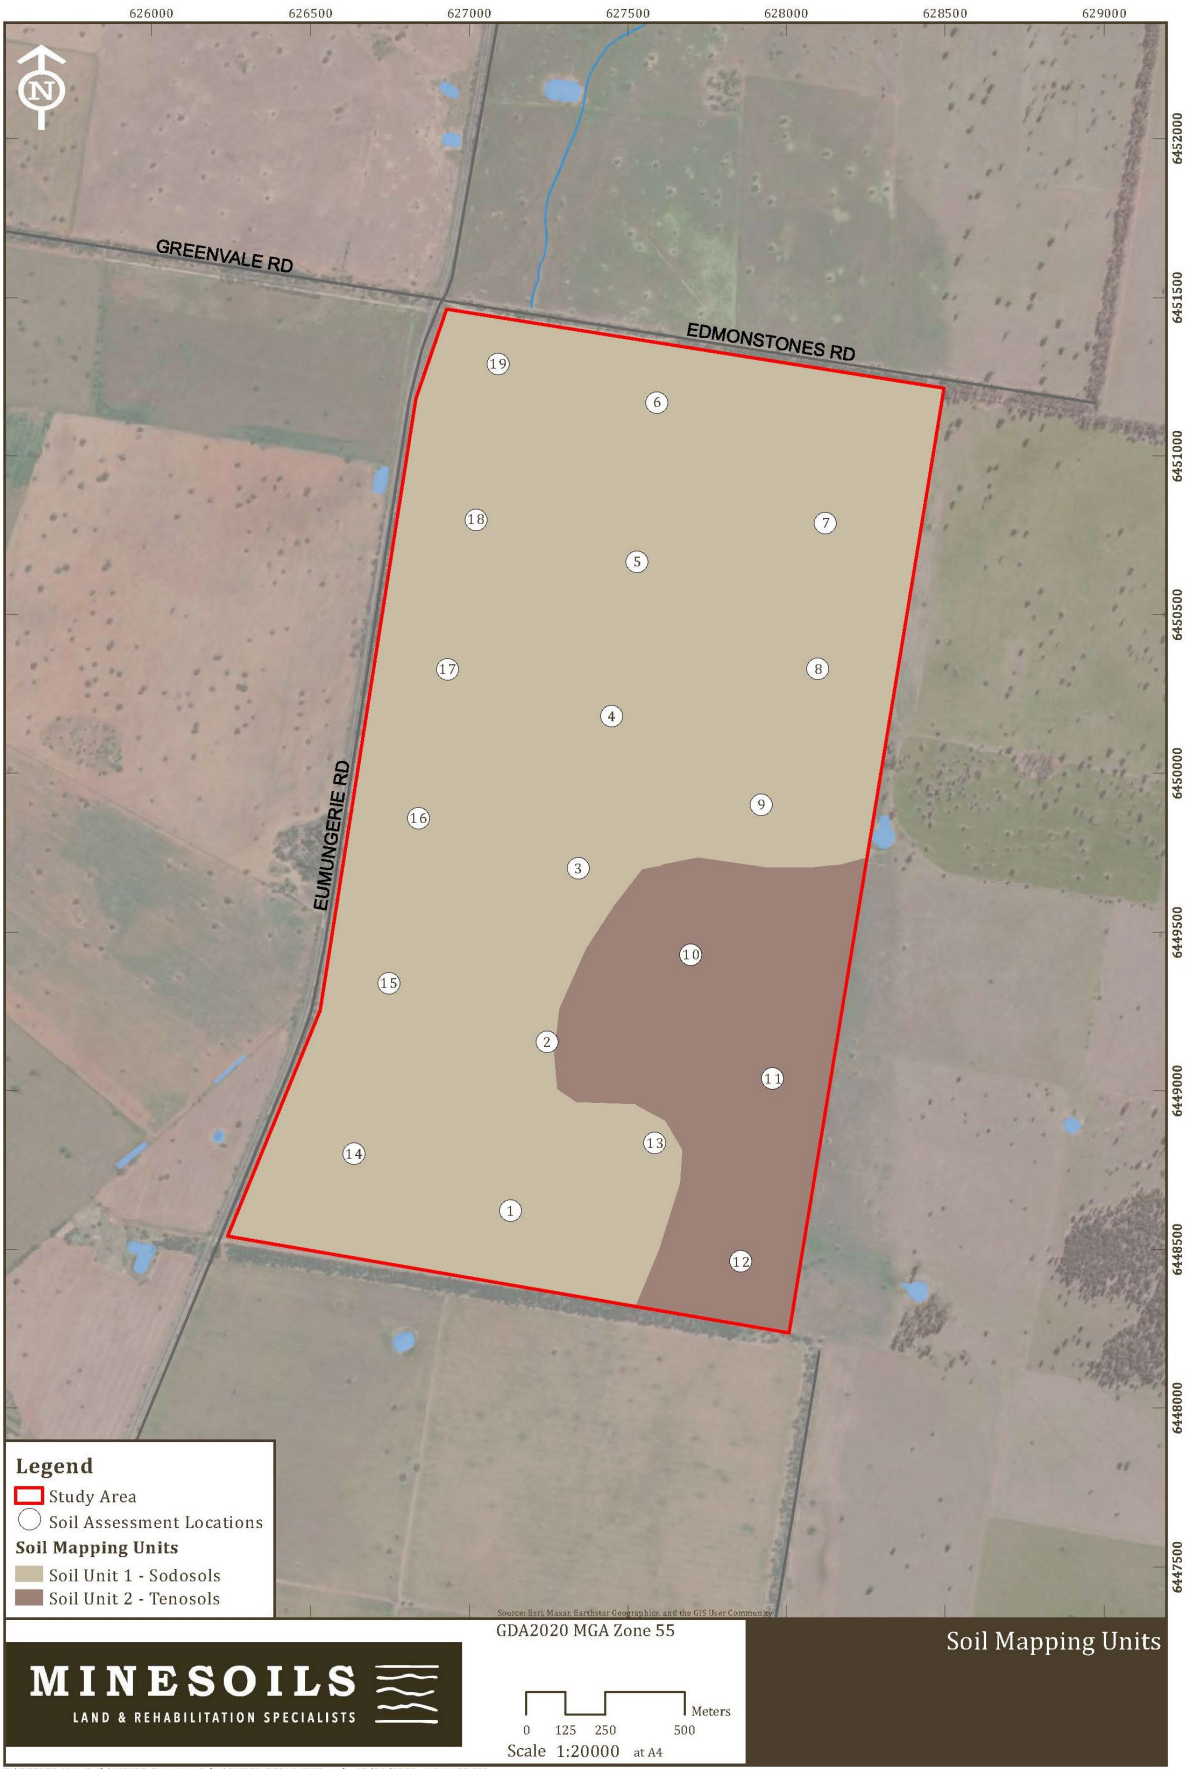 626000 626500 627000 627500 628000 628500 629000
N
6452000
6451500
6451000
6450500
6450000
6449500
6449000
6448500
6448000
6447500
GREENVALE RD
EDMONSTONES RD
EUMUNGERIE RD
19
6
18
7
5
17
8
4
9
16
3
10
15
2
11
13
14
1
12
Legend
Study Area
Soil Assessment Locations
Soil Mapping Units
Soil Unit 1 - Sodosols
Soil Unit 2 - Tenosols
Source: Esri, Maxar, Earthstar Geographics, and the GIS User Community
GDA2020 MGA Zone 55
Soil Mapping Units
MINESOILS
LAND & REHABILITATION SPECIALISTS
Meters
0 125 250 500
Scale 1:20000 at A4